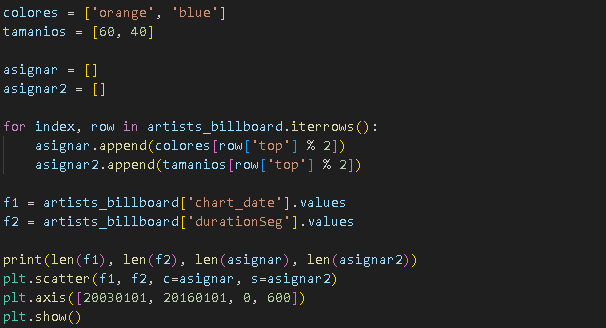 colores = ['orange', 'blue']
tamanios = [60, 40]
asignar = []
asignar2 = []
for index, row in artists_billboard.iterrows():
    asignar.append(colores[row['top'] % 2])
    asignar2.append(tamanios[row['top'] % 2])
f1 = artists_billboard['chart_date'].values
f2 = artists_billboard['durationSeg'].values
print(len(f1), len(f2), len(asignar), len(asignar2))
plt.scatter(f1, f2, c=asignar, s=asignar2)
plt.axis([20030101, 20160101, 0, 600])
plt.show()